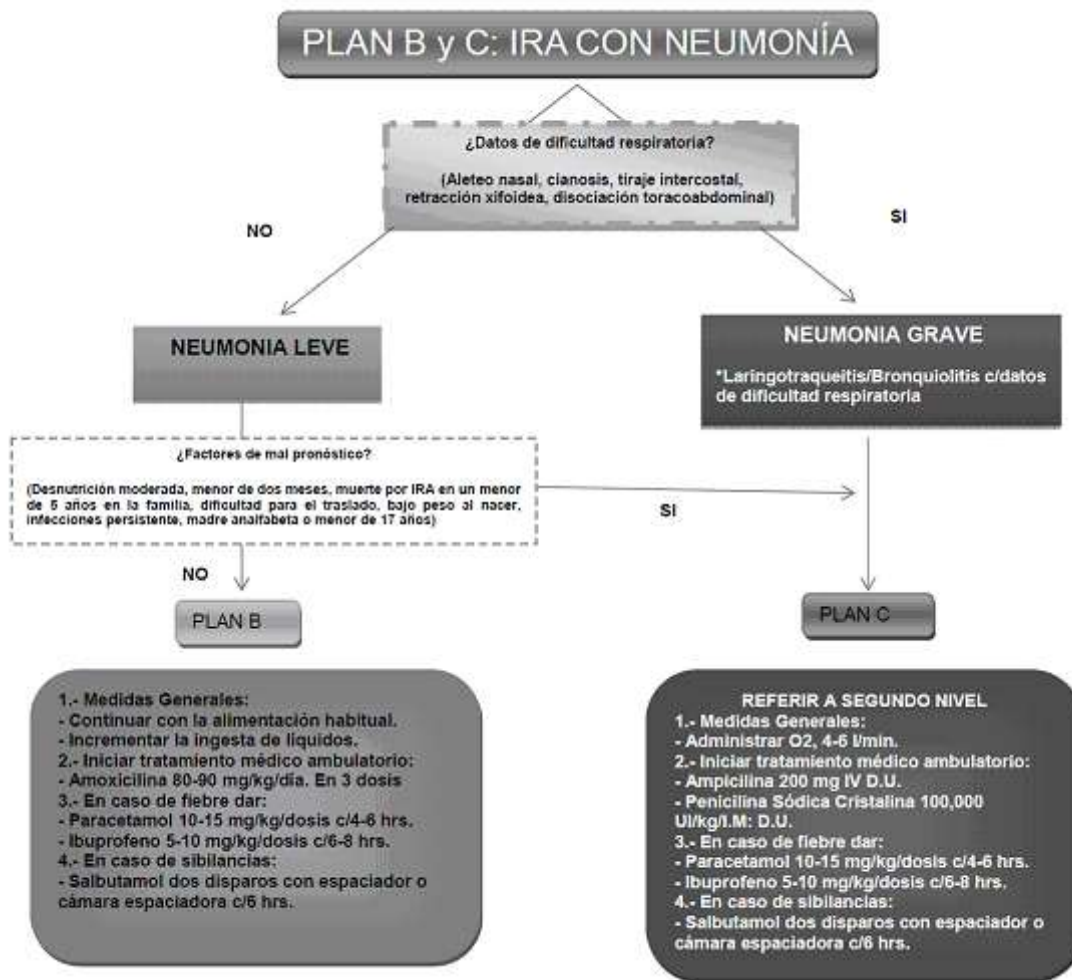 PLAN B y C: IRA CON NEUMONÍA
¿Datos de dificultad respiratoria?
(Aleteo nasal, cianosis, tiraje intercostal,
retracción xifoidea, disociación toracoabdominal)
NO
SI
NEUMONIA LEVE
NEUMONIA GRAVE
*Laringotraqueitis/Bronquiolitis c/datos
de dificultad respiratoria
¿Factores de mal pronóstico?
(Desnutrición moderada, menor de dos meses, muerte por IRA en un menor
de 5 años en la familia, dificultad para el traslado, bajo peso al nacer,
infecciones persistente, madre analfabeta o menor de 17 años)
SI
NO
PLAN B
PLAN C
1.- Medidas Generales:
- Continuar con la alimentación habitual.
- Incrementar la ingesta de líquidos.
2.- Iniciar tratamiento médico ambulatorio:
- Amoxicilina 80-90 mg/kg/día. En 3 dosis
3.- En caso de fiebre dar:
- Paracetamol 10-15 mg/kg/dosis c/4-6 hrs.
- Ibuprofeno 5-10 mg/kg/dosis c/6-8 hrs.
4.- En caso de sibilancias:
- Salbutamol dos disparos con espaciador o
cámara espaciadora c/6 hrs.
REFERIR A SEGUNDO NIVEL
1.- Medidas Generales:
- Administrar O2, 4-6 l/min.
2.- Iniciar tratamiento médico ambulatorio:
- Ampicilina 200 mg IV D.U.
- Penicilina Sódica Cristalina 100,000
UI/kg/I.M: D.U.
3.- En caso de fiebre dar:
- Paracetamol 10-15 mg/kg/dosis c/4-6 hrs.
- Ibuprofeno 5-10 mg/kg/dosis c/6-8 hrs.
4.- En caso de sibilancias:
- Salbutamol dos disparos con espaciador o
cámara espaciadora c/6 hrs.